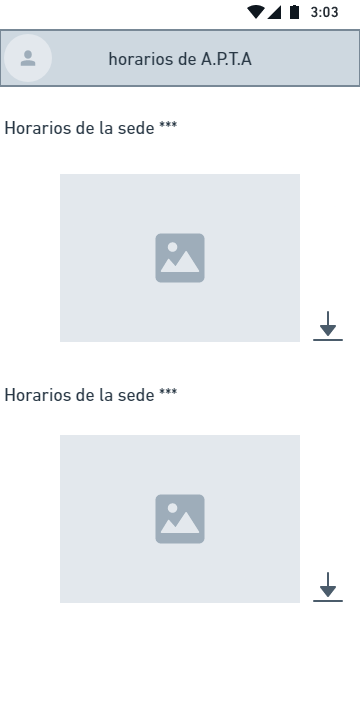 3:03
horarios de A.P.T.A
Horarios de la sede ***
Horarios de la sede ***